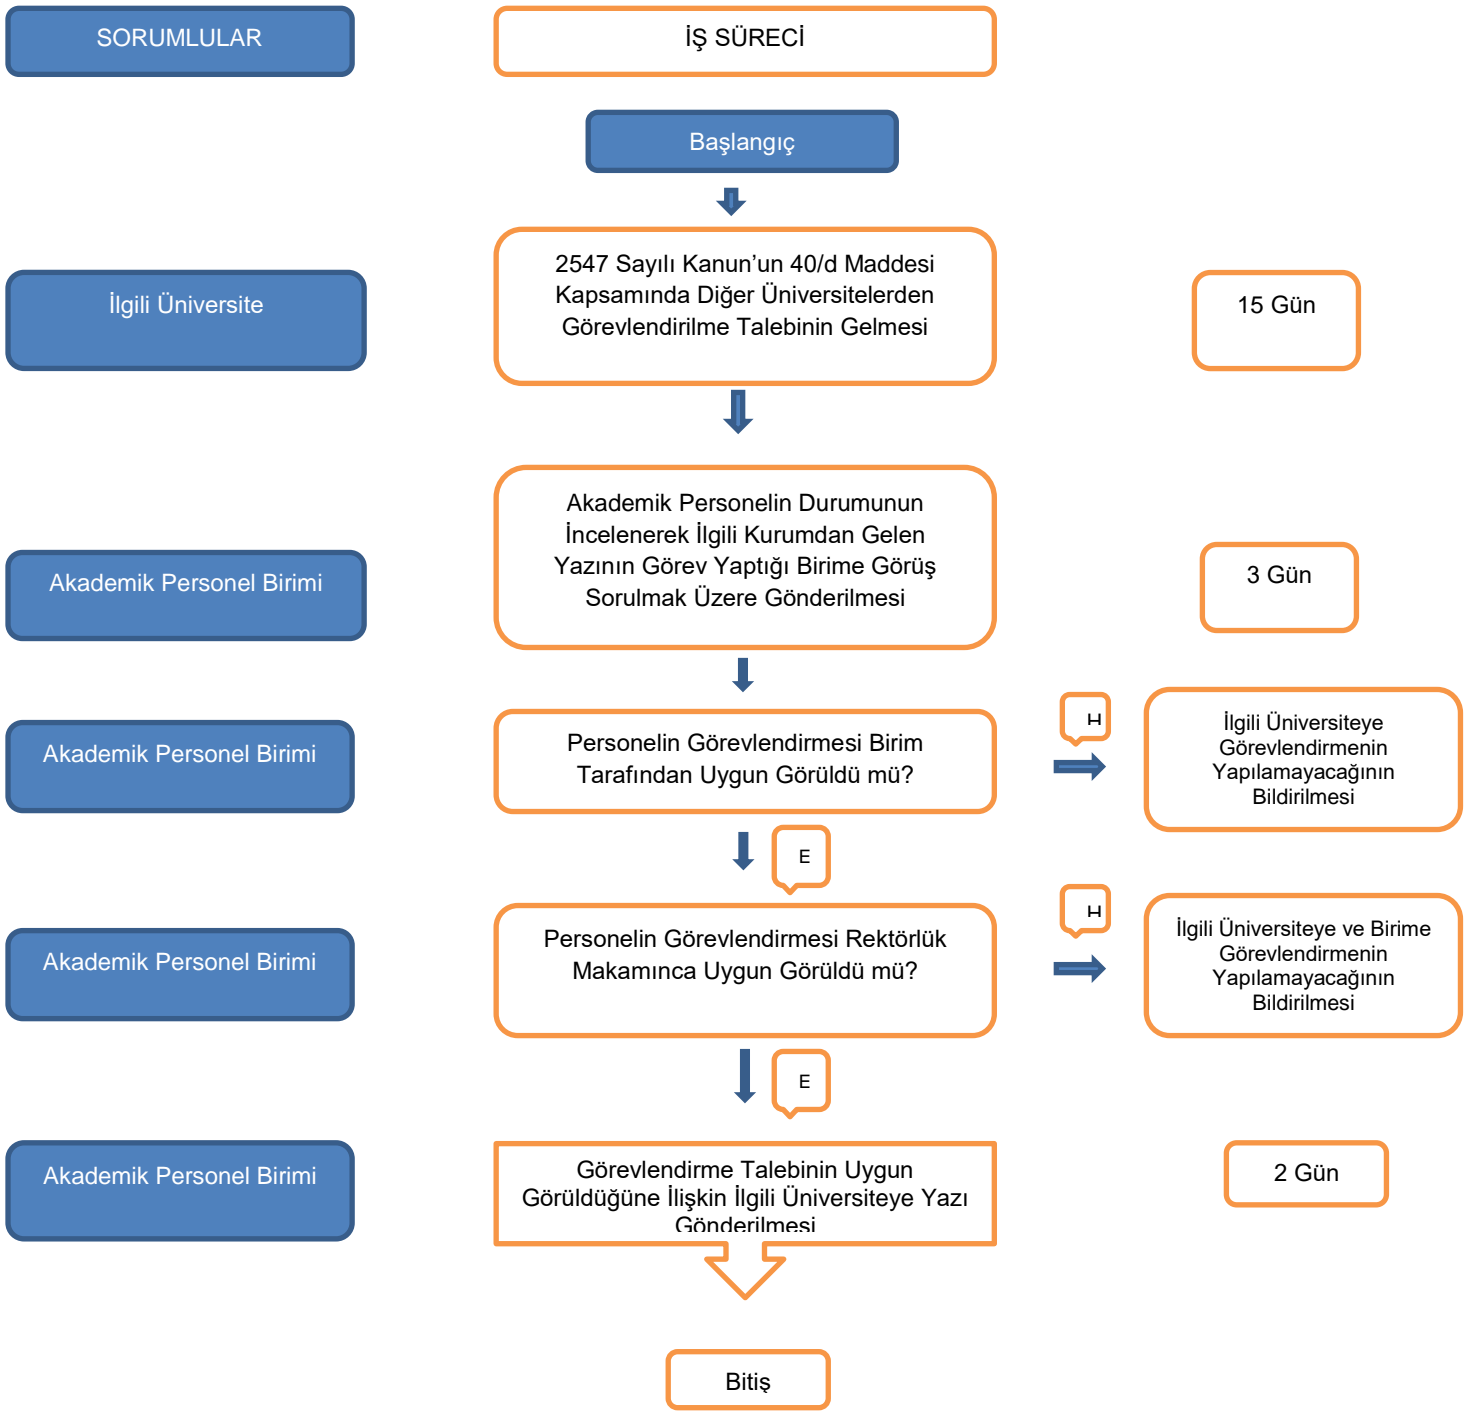 SORUMLULAR
İŞ SÜRECİ
Başlangıç
İlgili Üniversite
2547 Sayılı Kanun’un 40/d Maddesi
Kapsamında Diğer Üniversitelerden
Görevlendirilme Talebinin Gelmesi
15 Gün
Akademik Personel Birimi
Akademik Personelin Durumunun
İncelenerek İlgili Kurumdan Gelen
Yazının Görev Yaptığı Birime Görüş
Sorulmak Üzere Gönderilmesi
3 Gün
Akademik Personel Birimi
Personelin Görevlendirmesi Birim
Tarafından Uygun Görüldü mü?
H
İlgili Üniversiteye
Görevlendirmenin
Yapılamayacağının
Bildirilmesi
E
Akademik Personel Birimi
Personelin Görevlendirmesi Rektörlük
Makamınca Uygun Görüldü mü?
H
İlgili Üniversiteye ve Birime
Görevlendirmenin
Yapılamayacağının
Bildirilmesi
E
Akademik Personel Birimi
Görevlendirme Talebinin Uygun
Görüldüğüne İlişkin İlgili Üniversiteye Yazı
Gönderilmesi
2 Gün
Bitiş